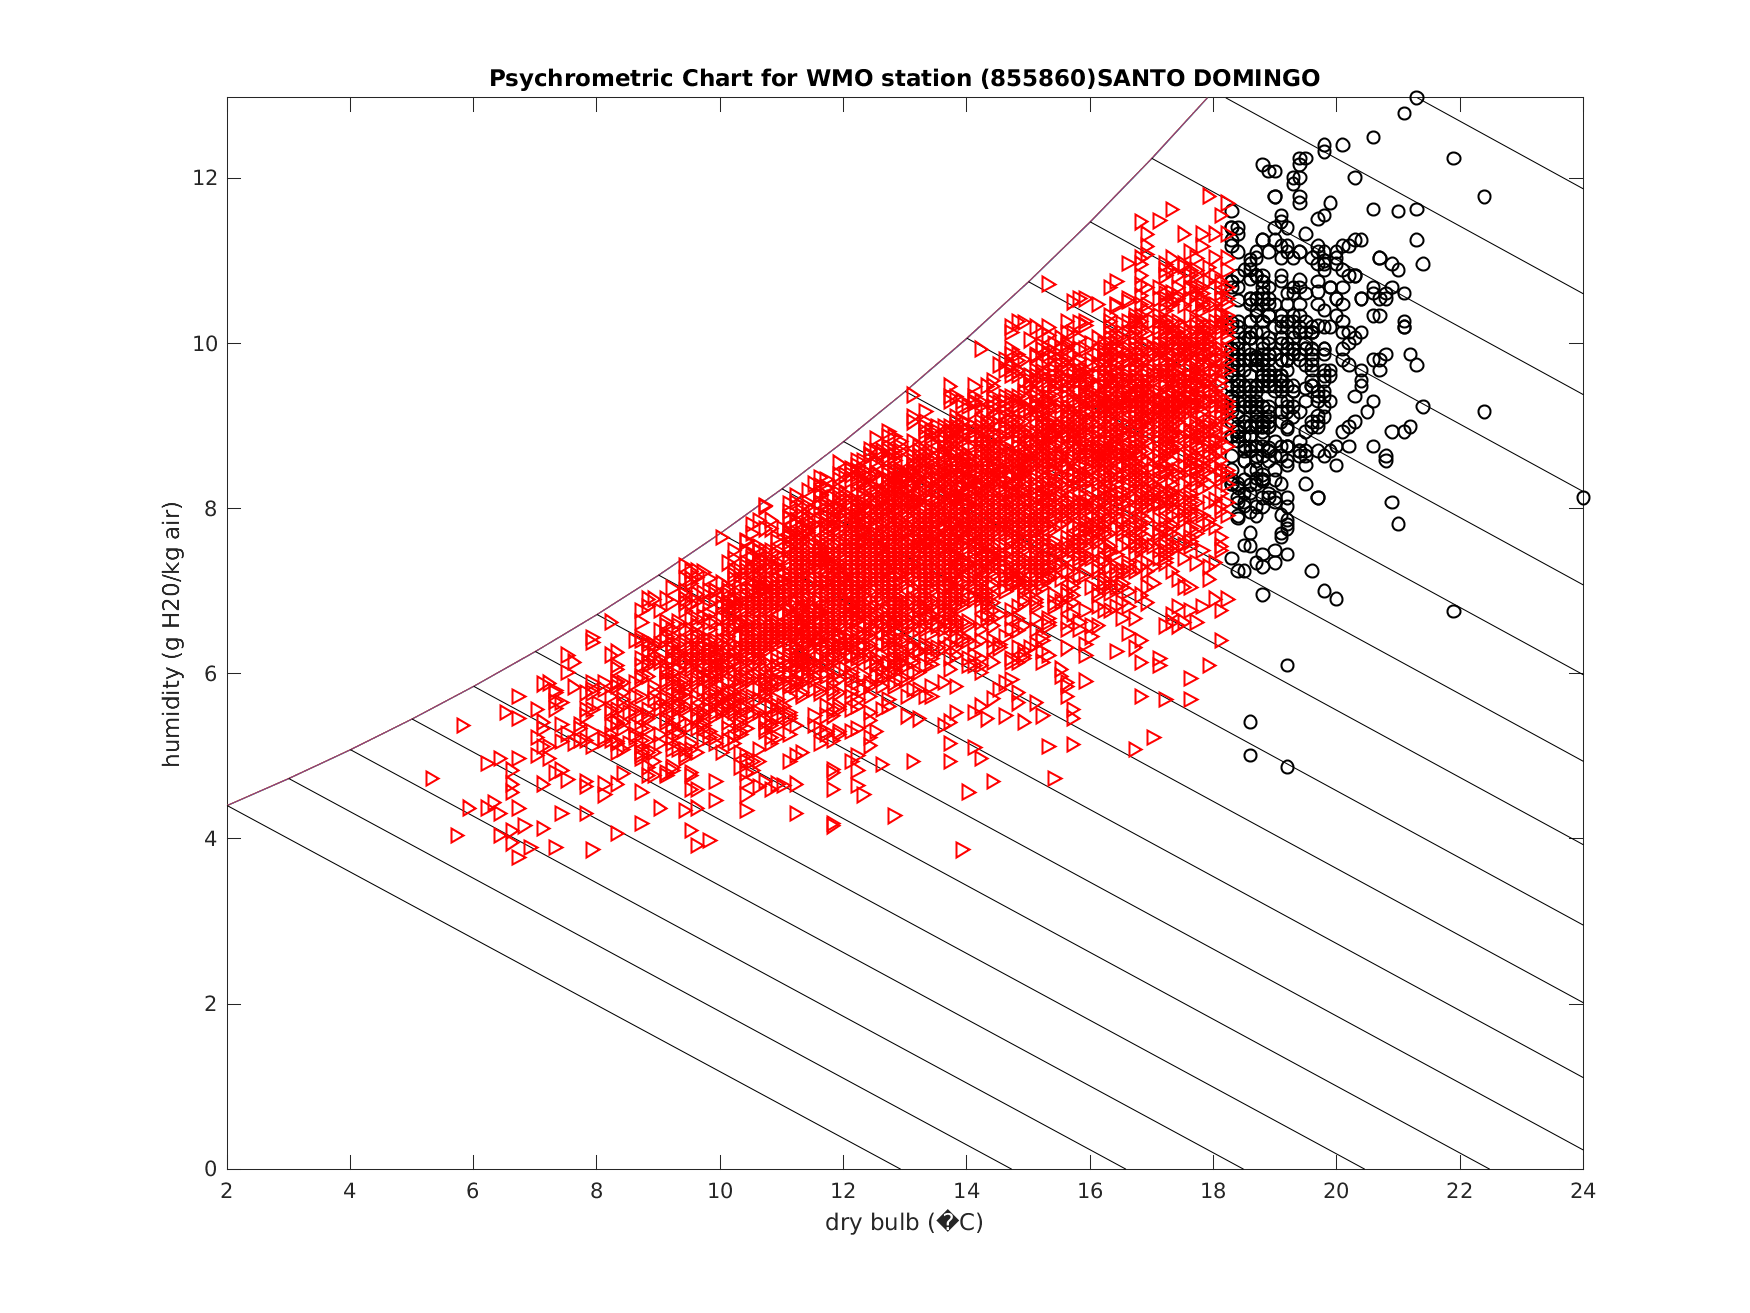 Psychrometric Chart for WMO station (855860)SANTO DOMINGO
humidity (g H20/kg air)
12
10
8
6
4
2
0
2 4 6 8 10 12 14 16 18 20 22 24
dry bulb (�C)